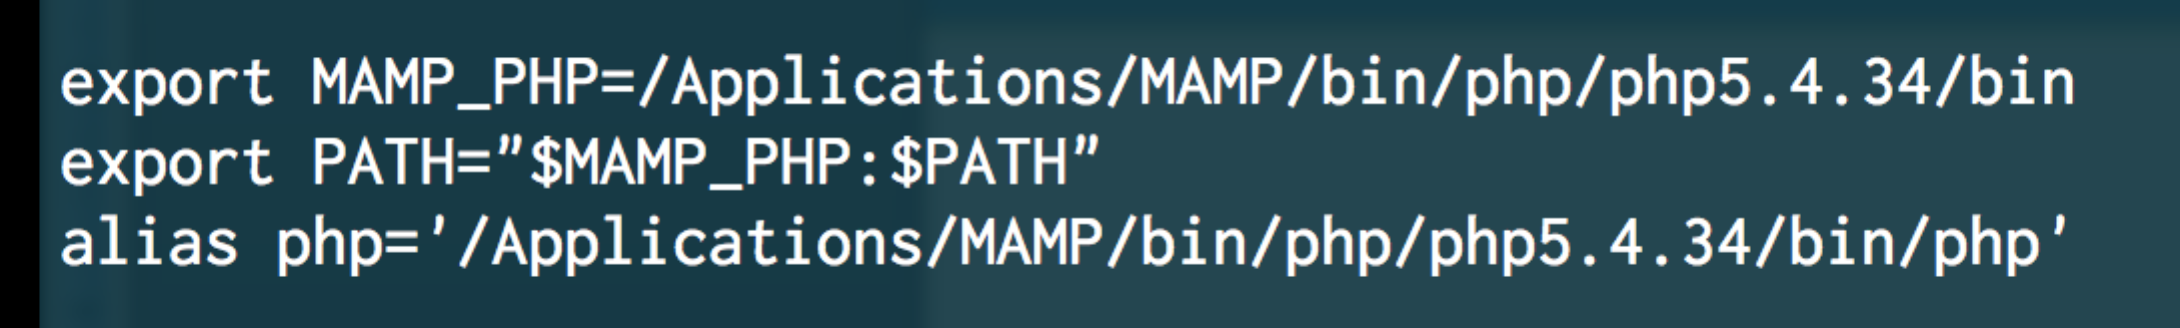 export MAMP_PHP=/Applications/MAMP/bin/php/php5.4.34/bin
export PATH="$MAMP_PHP:$PATH"
alias php='/Applications/MAMP/bin/php/php5.4.34/bin/php'